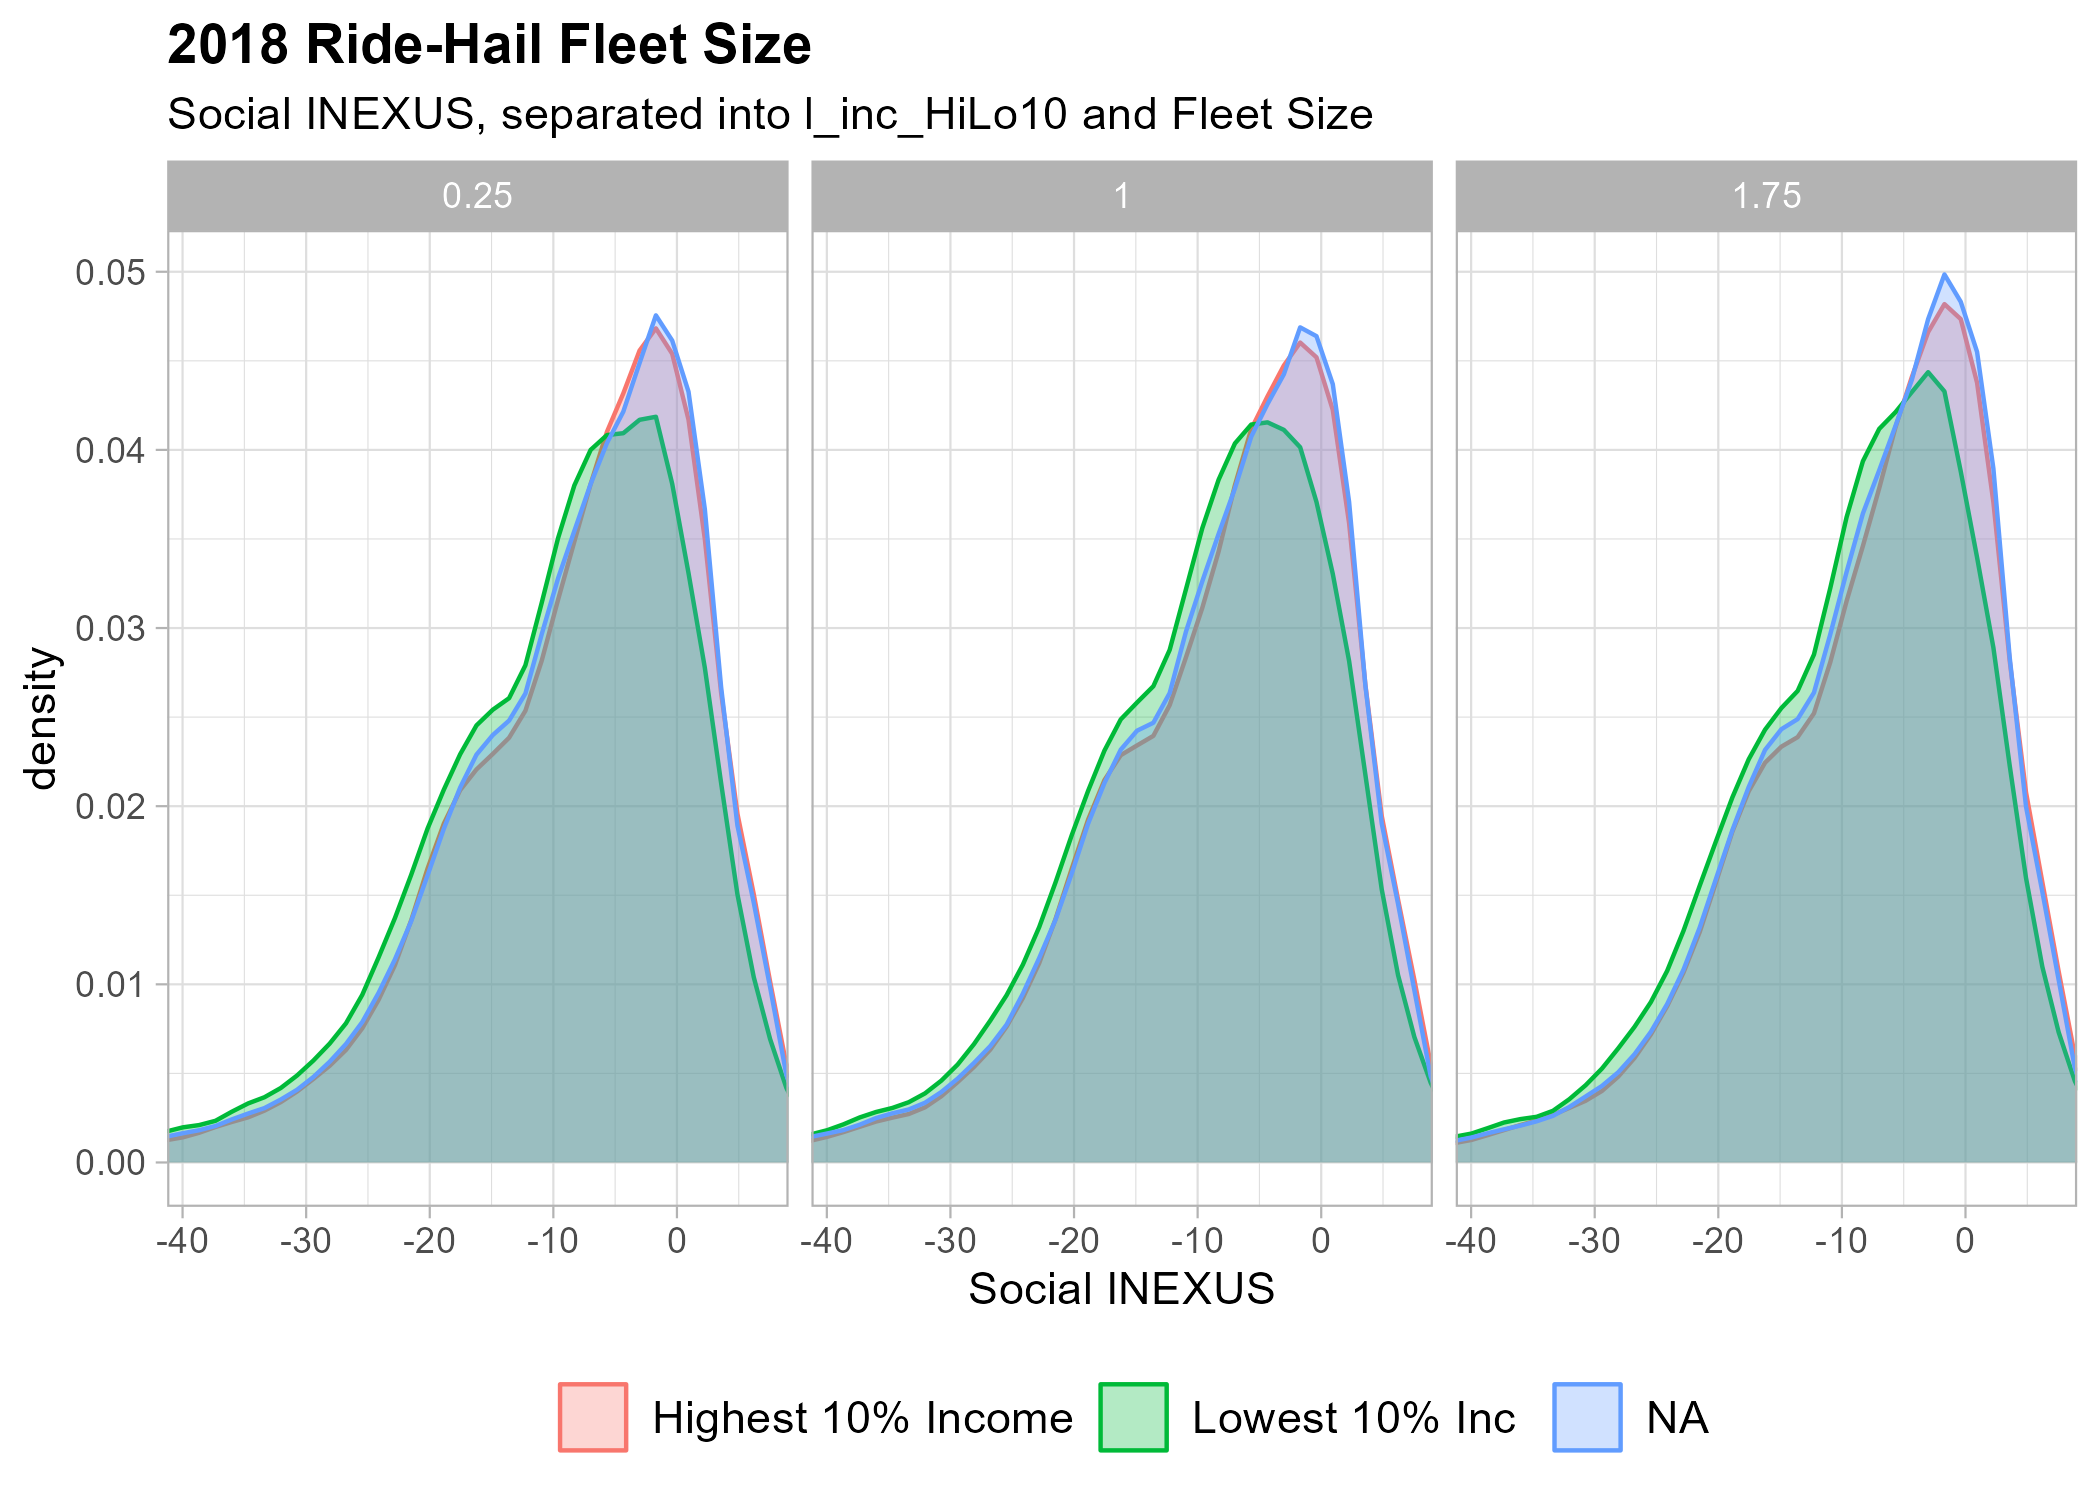 2018 Ride-Hail Fleet Size
Social INEXUS, separated into l_inc_HiLo10 and Fleet Size
0.25 1 1.75
0.05
0.04
0.03
0.02
0.01
0.00
density
-40 -30 -20 -10 0 -40 -30 -20 -10 0 -40 -30 -20 -10 0
Social INEXUS
Highest 10% Income Lowest 10% Inc NA